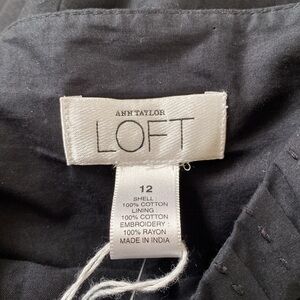 ANN TAYLOR
LOFT
12
SHELL
100% COTTON
LINING
100% COTTON
EMBROIDERY:
100% RAYON
MADE IN INDIA